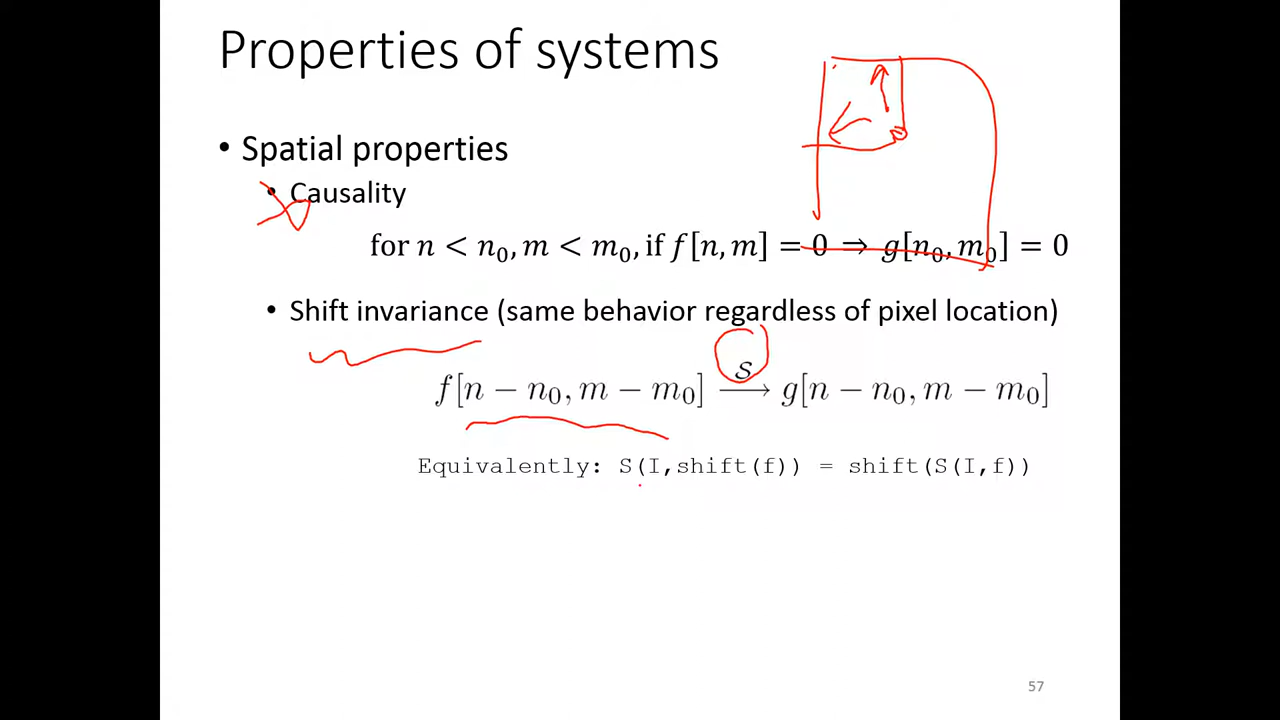 Properties of systems
• Spatial properties
• Causality
for n < n₀, m < m₀, if f[n, m] = 0 ⇒ g[n₀, m₀] = 0
• Shift invariance (same behavior regardless of pixel location)
f[n − n₀, m − m₀] 𝒮⟶ g[n − n₀, m − m₀]
Equivalently: S(I,shift(f)) = shift(S(I,f))
57